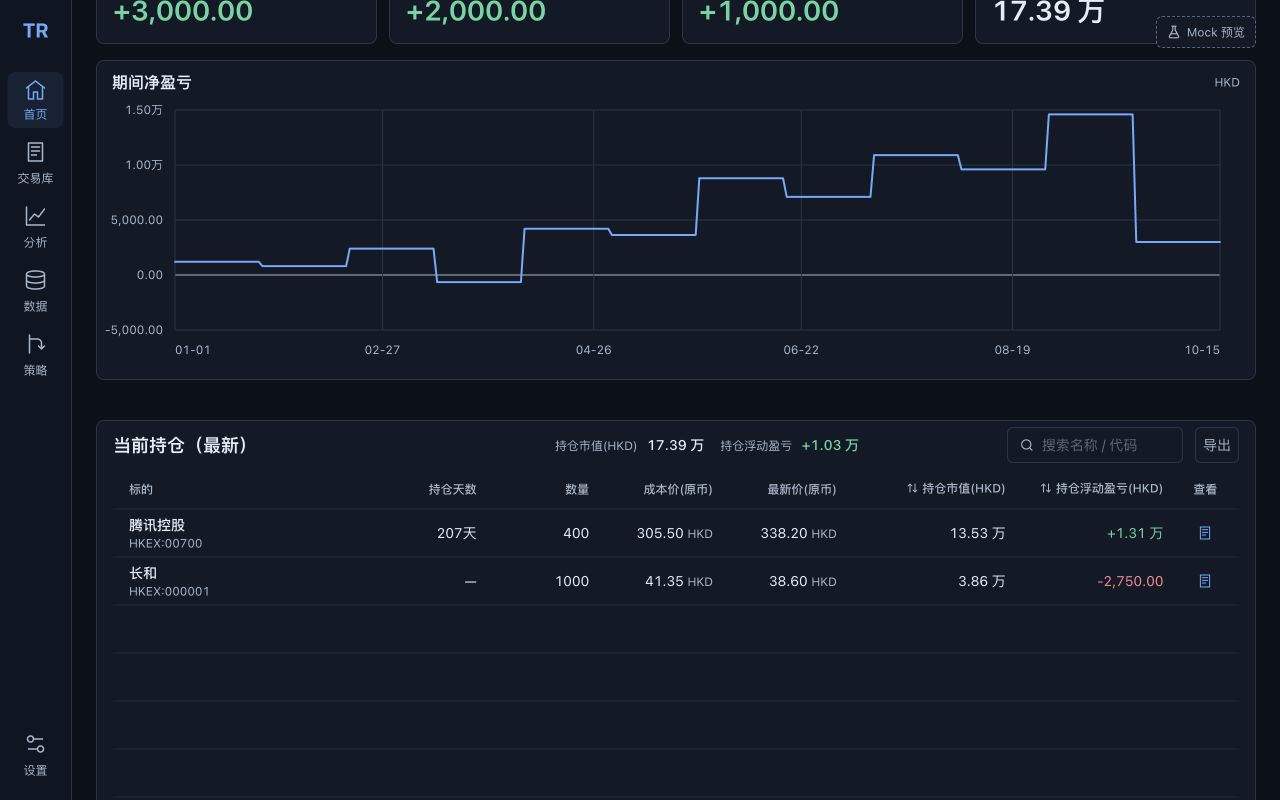 TR
首页
交易库
分析
数据
策略
设置
+3,000.00
+2,000.00
+1,000.00
17.39 万
Mock 预览
期间净盈亏
HKD
1.50万
1.00万
5,000.00
0.00
-5,000.00
01-01
02-27
04-26
06-22
08-19
10-15
当前持仓（最新）
持仓市值(HKD) 17.39 万 持仓浮动盈亏 +1.03 万
搜索名称 / 代码
导出
标的 持仓天数 数量 成本价(原币) 最新价(原币) 持仓市值(HKD) 持仓浮动盈亏(HKD) 查看
腾讯控股
HKEX:00700
207天 400 305.50 HKD 338.20 HKD 13.53 万 +1.31 万
长和
HKEX:000001
— 1000 41.35 HKD 38.60 HKD 3.86 万 -2,750.00